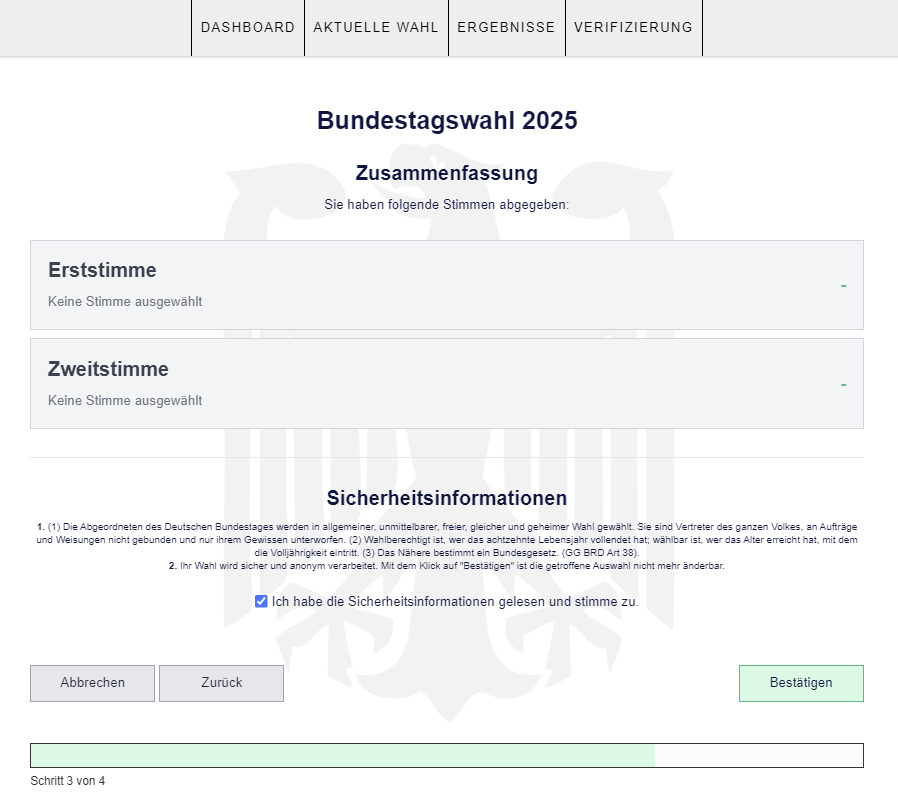 DASHBOARD AKTUELLE WAHL ERGEBNISSE VERIFIZIERUNG
Bundestagswahl 2025
Zusammenfassung
Sie haben folgende Stimmen abgegeben:
Erststimme
Keine Stimme ausgewählt
-
Zweitstimme
Keine Stimme ausgewählt
-
Sicherheitsinformationen
1. (1) Die Abgeordneten des Deutschen Bundestages werden in allgemeiner, unmittelbarer, freier, gleicher und geheimer Wahl gewählt. Sie sind Vertreter des ganzen Volkes, an Aufträge
und Weisungen nicht gebunden und nur ihrem Gewissen unterworfen. (2) Wahlberechtigt ist, wer das achtzehnte Lebensjahr vollendet hat; wählbar ist, wer das Alter erreicht hat, mit dem
die Volljährigkeit eintritt. (3) Das Nähere bestimmt ein Bundesgesetz. (GG BRD Art 38).
2. Ihr Wahl wird sicher und anonym verarbeitet. Mit dem Klick auf "Bestätigen" ist die getroffene Auswahl nicht mehr änderbar.
Ich habe die Sicherheitsinformationen gelesen und stimme zu.
Abbrechen Zurück Bestätigen
Schritt 3 von 4